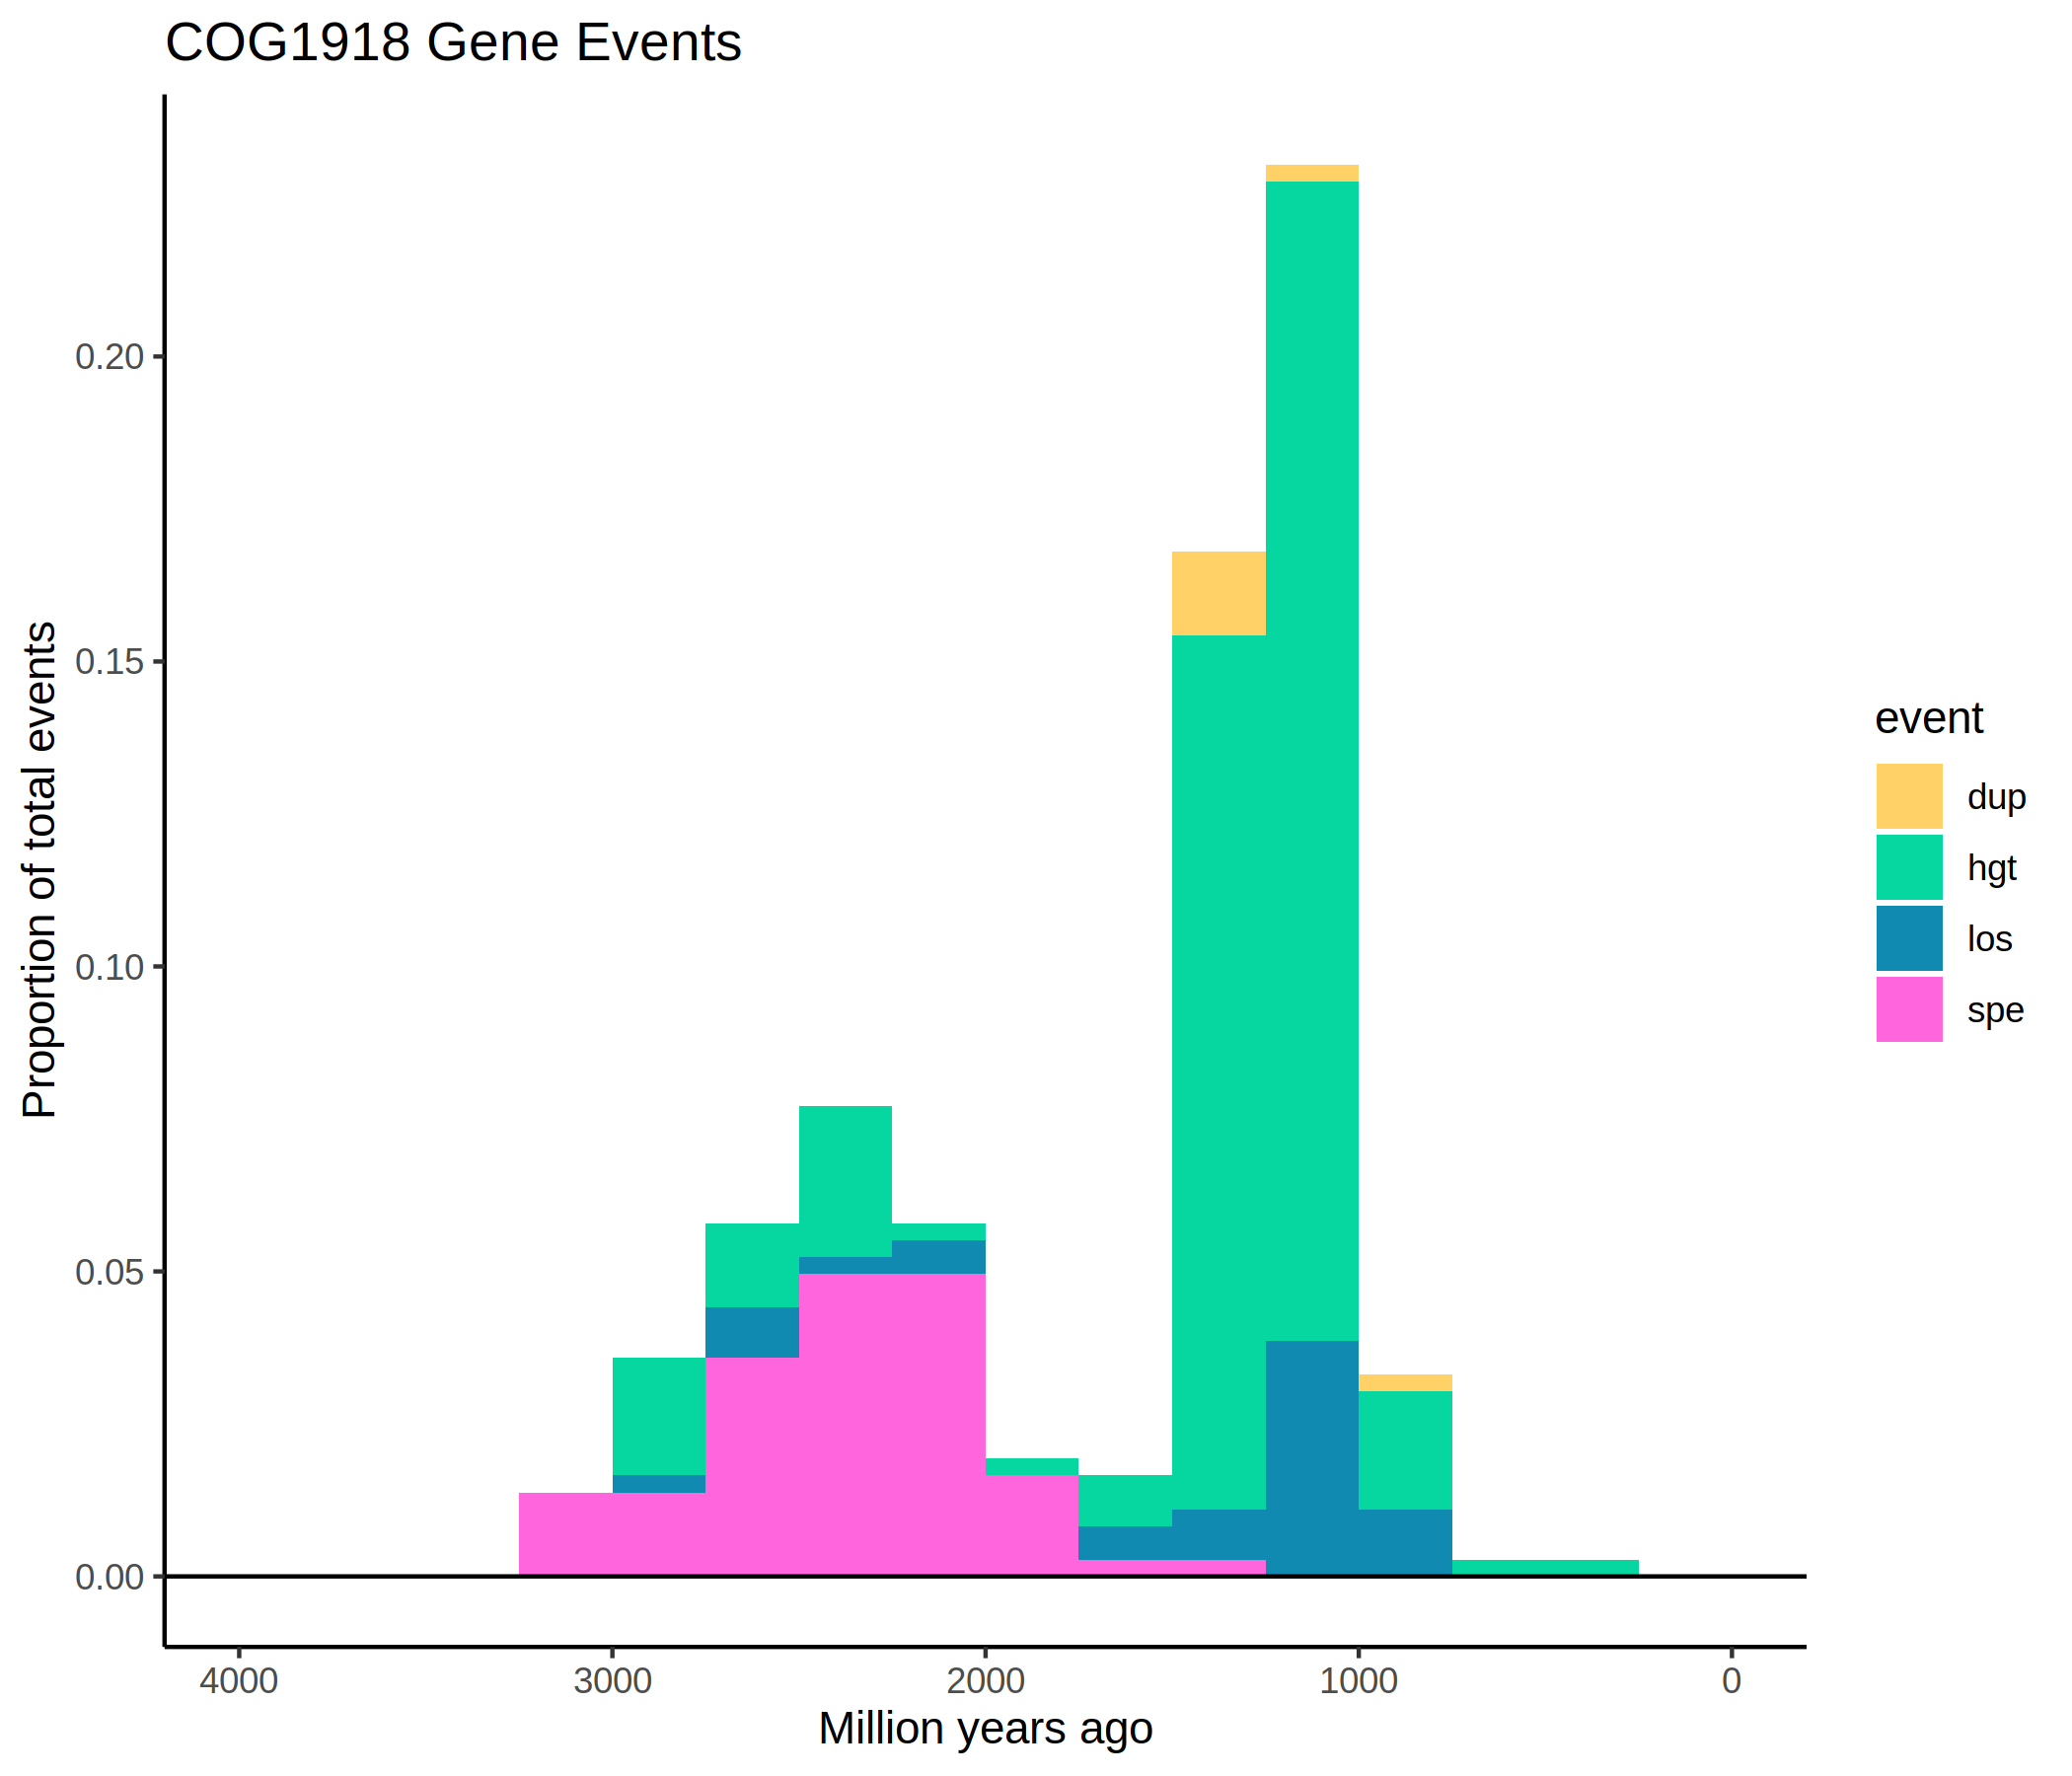 COG1918 Gene Events
Proportion of total events
0.20
0.15
0.10
0.05
0.00
4000 3000 2000 1000 0
Million years ago
event
dup
hgt
los
spe